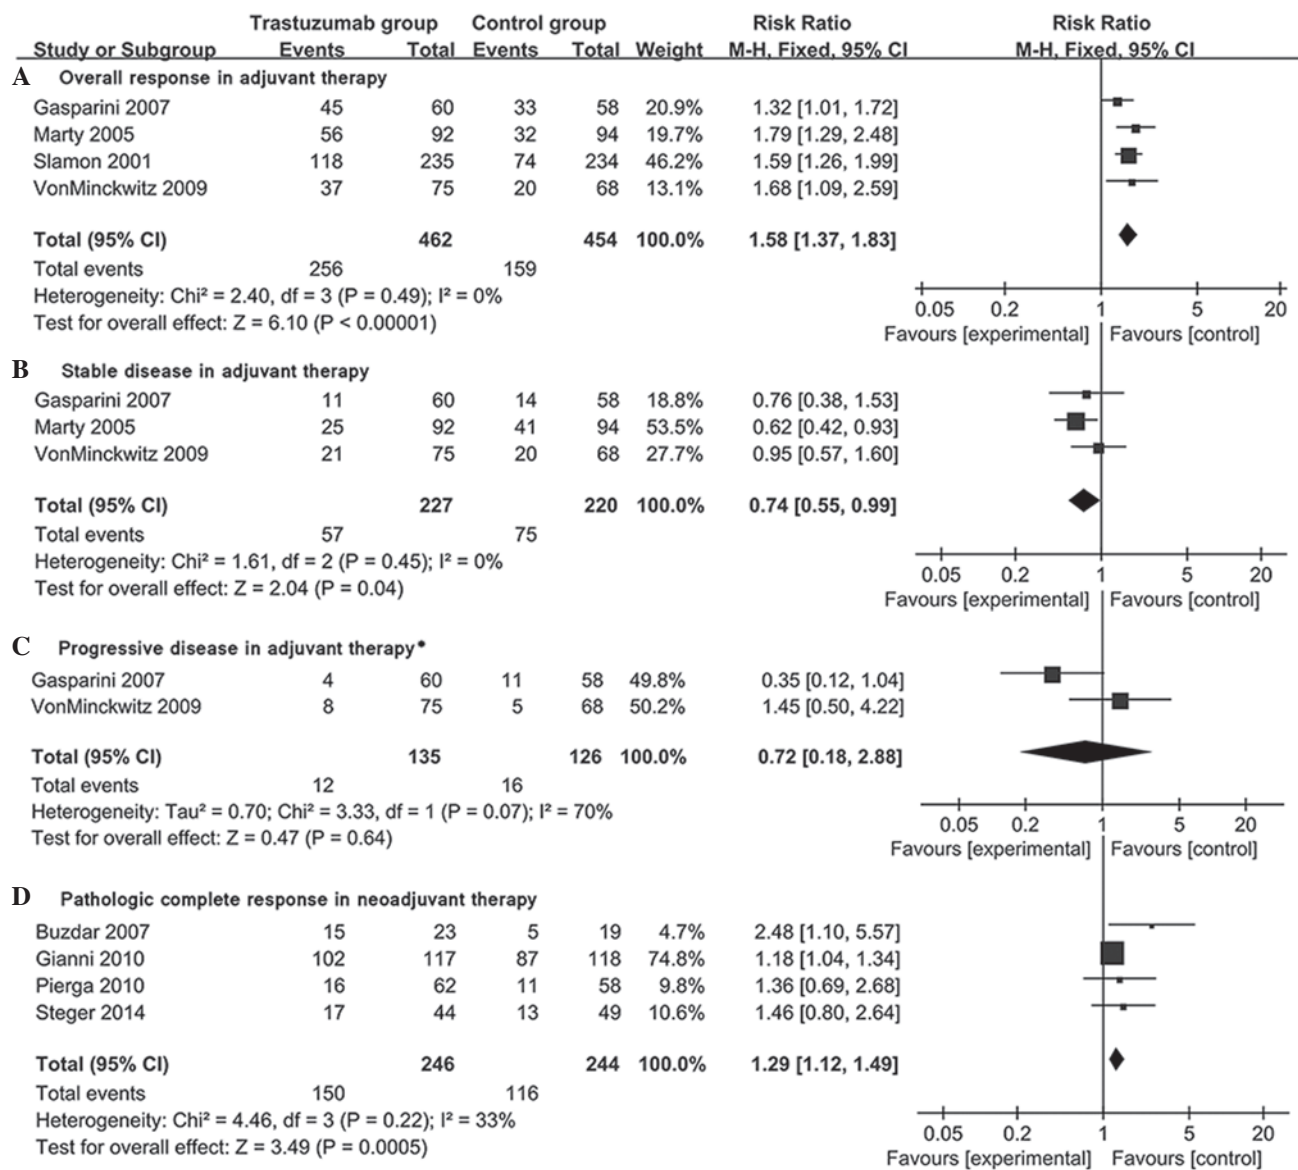 Trastuzumab group Control group Risk Ratio Risk Ratio
Study or Subgroup Events Total Events Total Weight M-H, Fixed, 95% CI M-H, Fixed, 95% CI
A Overall response in adjuvant therapy
Gasparini 2007 45 60 33 58 20.9% 1.32 [1.01, 1.72]
Marty 2005 56 92 32 94 19.7% 1.79 [1.29, 2.48]
Slamon 2001 118 235 74 234 46.2% 1.59 [1.26, 1.99]
VonMinckwitz 2009 37 75 20 68 13.1% 1.68 [1.09, 2.59]
Total (95% CI) 462 454 100.0% 1.58 [1.37, 1.83]
Total events 256 159
Heterogeneity: Chi² = 2.40, df = 3 (P = 0.49); I² = 0%
Test for overall effect: Z = 6.10 (P < 0.00001)
0.05 0.2 1 5 20
Favours [experimental] Favours [control]
B Stable disease in adjuvant therapy
Gasparini 2007 11 60 14 58 18.8% 0.76 [0.38, 1.53]
Marty 2005 25 92 41 94 53.5% 0.62 [0.42, 0.93]
VonMinckwitz 2009 21 75 20 68 27.7% 0.95 [0.57, 1.60]
Total (95% CI) 227 220 100.0% 0.74 [0.55, 0.99]
Total events 57 75
Heterogeneity: Chi² = 1.61, df = 2 (P = 0.45); I² = 0%
Test for overall effect: Z = 2.04 (P = 0.04)
0.05 0.2 1 5 20
Favours [experimental] Favours [control]
C Progressive disease in adjuvant therapy*
Gasparini 2007 4 60 11 58 49.8% 0.35 [0.12, 1.04]
VonMinckwitz 2009 8 75 5 68 50.2% 1.45 [0.50, 4.22]
Total (95% CI) 135 126 100.0% 0.72 [0.18, 2.88]
Total events 12 16
Heterogeneity: Tau² = 0.70; Chi² = 3.33, df = 1 (P = 0.07); I² = 70%
Test for overall effect: Z = 0.47 (P = 0.64)
0.05 0.2 1 5 20
Favours [experimental] Favours [control]
D Pathologic complete response in neoadjuvant therapy
Buzdar 2007 15 23 5 19 4.7% 2.48 [1.10, 5.57]
Gianni 2010 102 117 87 118 74.8% 1.18 [1.04, 1.34]
Pierga 2010 16 62 11 58 9.8% 1.36 [0.69, 2.68]
Steger 2014 17 44 13 49 10.6% 1.46 [0.80, 2.64]
Total (95% CI) 246 244 100.0% 1.29 [1.12, 1.49]
Total events 150 116
Heterogeneity: Chi² = 4.46, df = 3 (P = 0.22); I² = 33%
Test for overall effect: Z = 3.49 (P = 0.0005)
0.05 0.2 1 5 20
Favours [experimental] Favours [control]